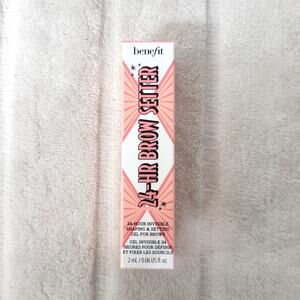 benefit
24-HR BROW SETTER
24-HOUR INVISIBLE
SHAPING & SETTING
GEL FOR BROWS
GEL INVISIBLE 24
HEURES POUR DÉFINIR
ET FIXER LES SOURCILS
2 mL / 0.06 US fl. oz.